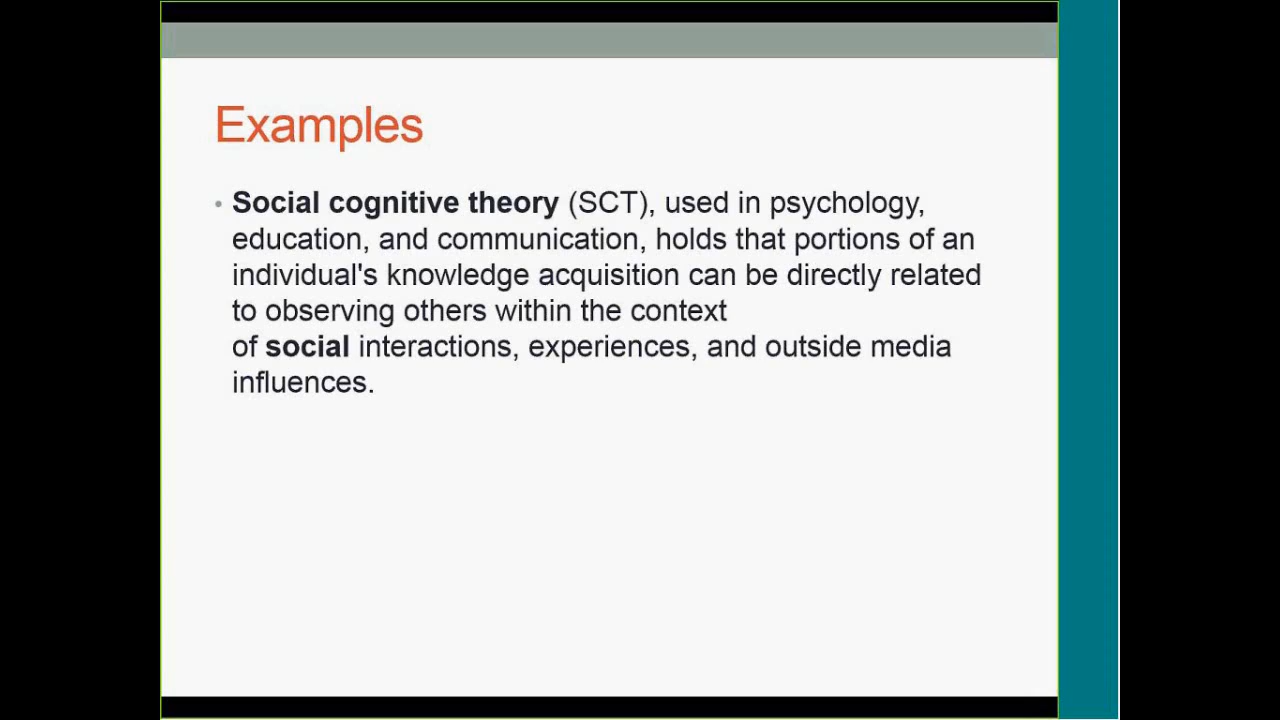 Examples
• Social cognitive theory (SCT), used in psychology,
education, and communication, holds that portions of an
individual's knowledge acquisition can be directly related
to observing others within the context
of social interactions, experiences, and outside media
influences.